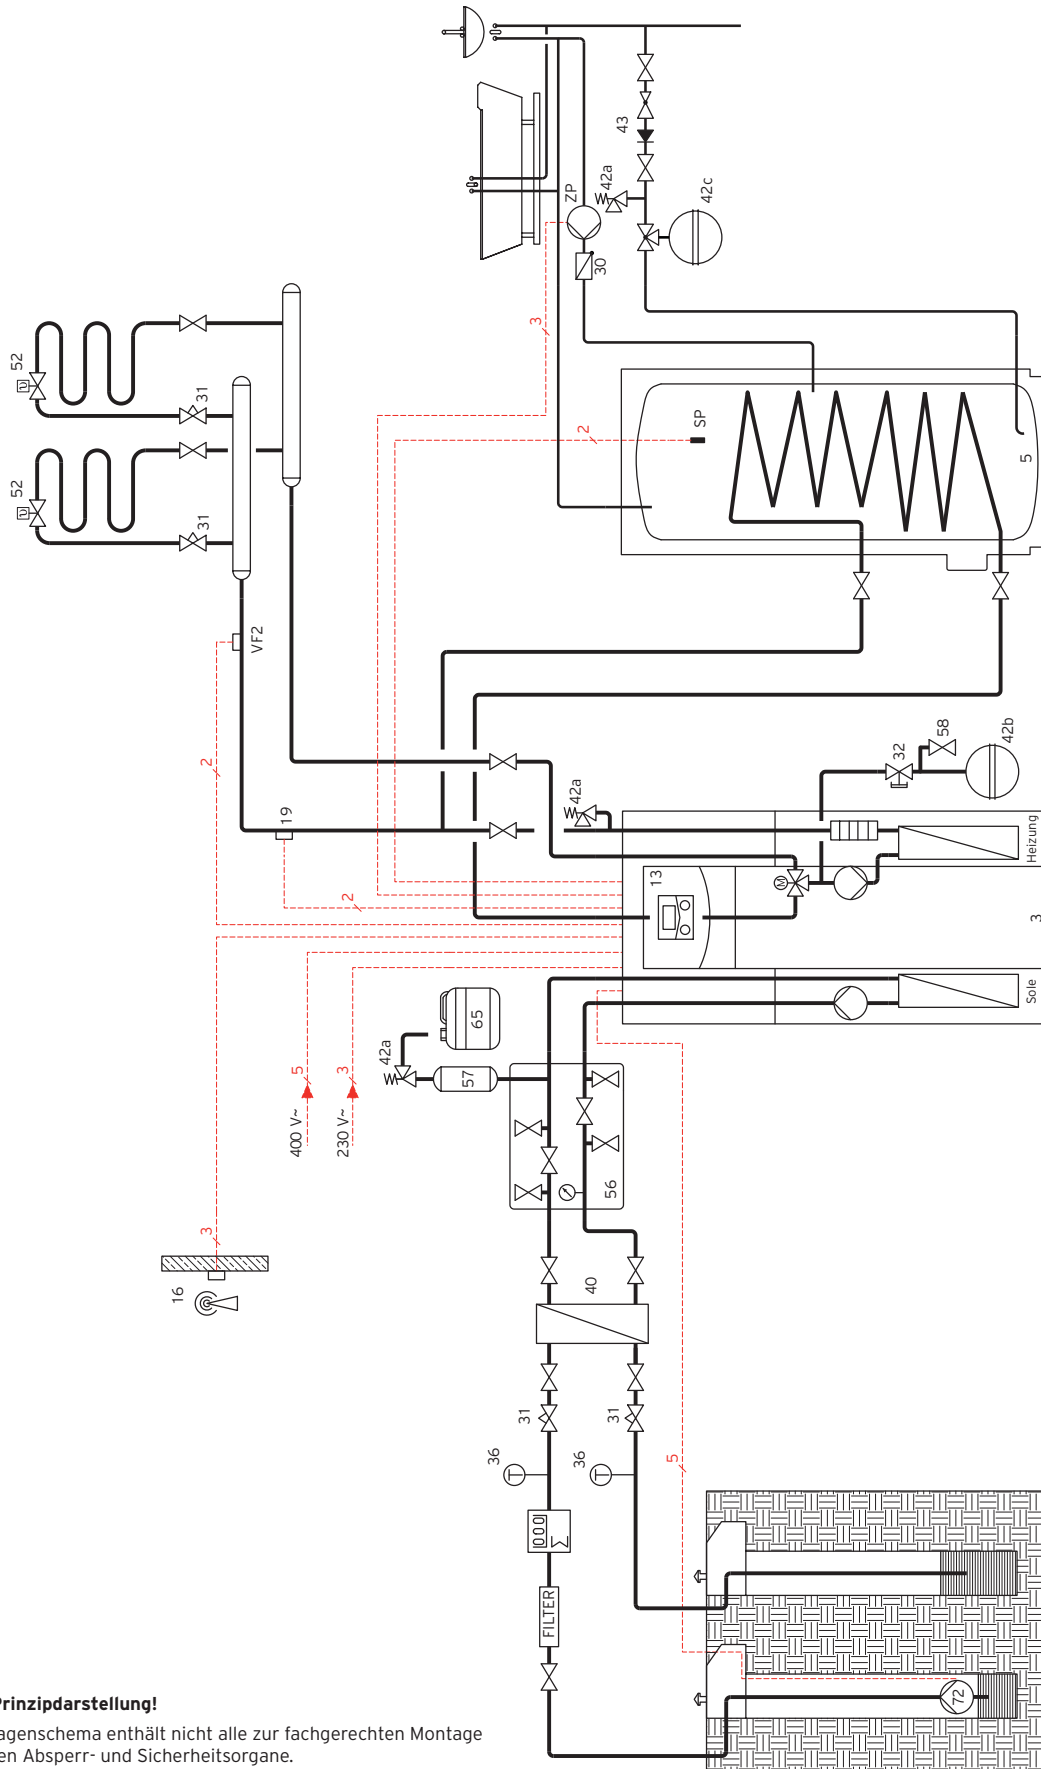 52
52
31
31
VF2
2
19
2
3
2
ZP
30
43
42a
42c
SP
5
42a
32
58
42b
Heizung
13
M
3
Sole
65
42a
57
400 V~
5
230 V~
3
56
16
3
40
31
31
36
36
000
Σ
FILTER
5
72
Prinzipdarstellung!
agenschema enthält nicht alle zur fachgerechten Montage
en Absperr- und Sicherheitsorgane.